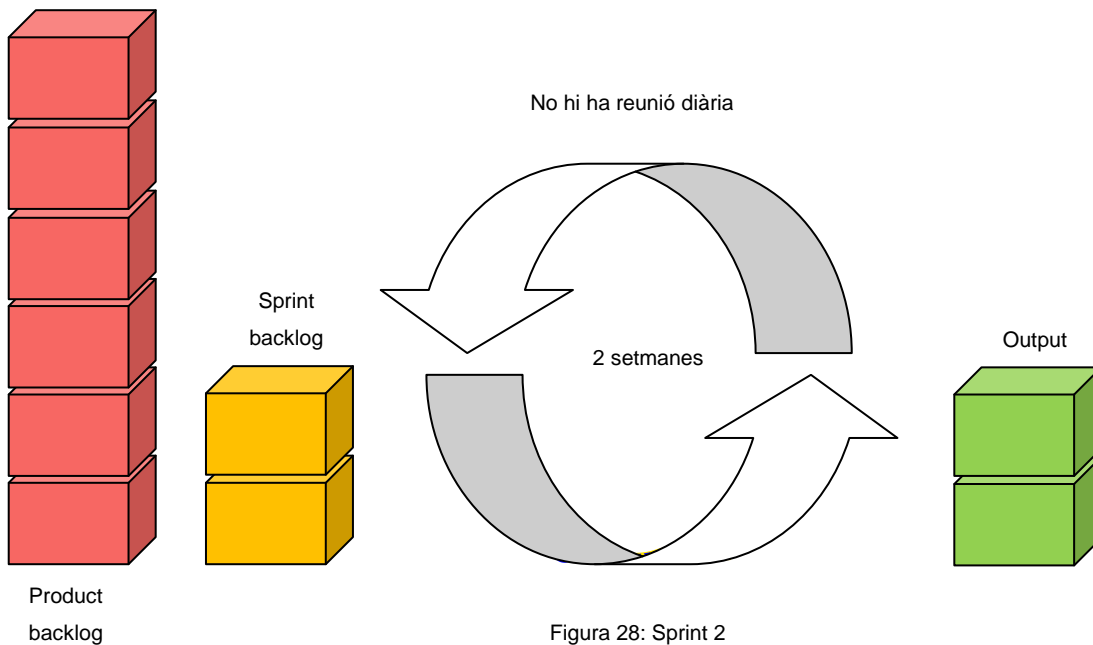 No hi ha reunió diària
Sprint
backlog
2 setmanes
Output
Product
backlog
Figura 28: Sprint 2